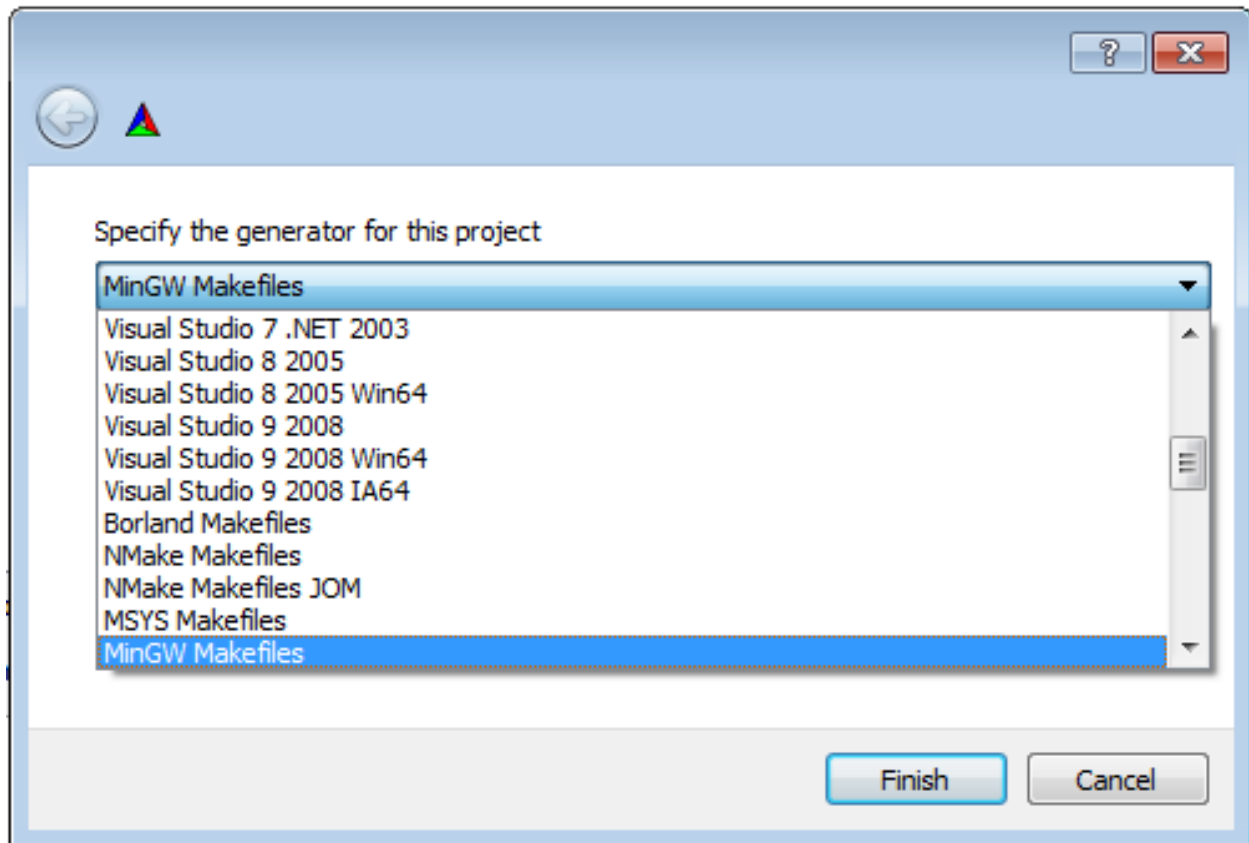 Specify the generator for this project
MinGW Makefiles
Visual Studio 7 .NET 2003
Visual Studio 8 2005
Visual Studio 8 2005 Win64
Visual Studio 9 2008
Visual Studio 9 2008 Win64
Visual Studio 9 2008 IA64
Borland Makefiles
NMake Makefiles
NMake Makefiles JOM
MSYS Makefiles
MinGW Makefiles
Finish Cancel